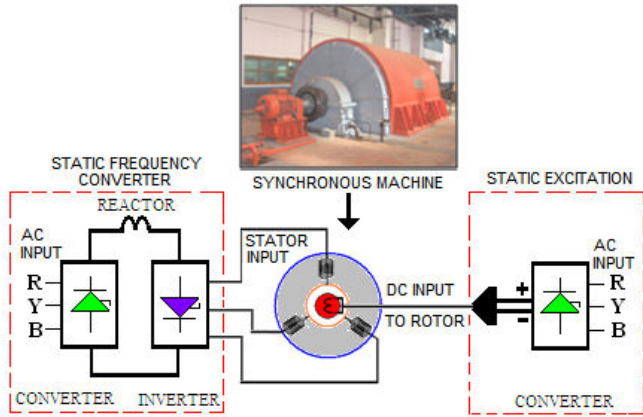 SYNCHRONOUS MACHINE
STATIC FREQUENCY
CONVERTER
REACTOR
AC
INPUT
R
Y
B
CONVERTER
INVERTER
STATOR
INPUT
DC INPUT
TO ROTOR
STATIC EXCITATION
+
-
AC
INPUT
R
Y
B
CONVERTER